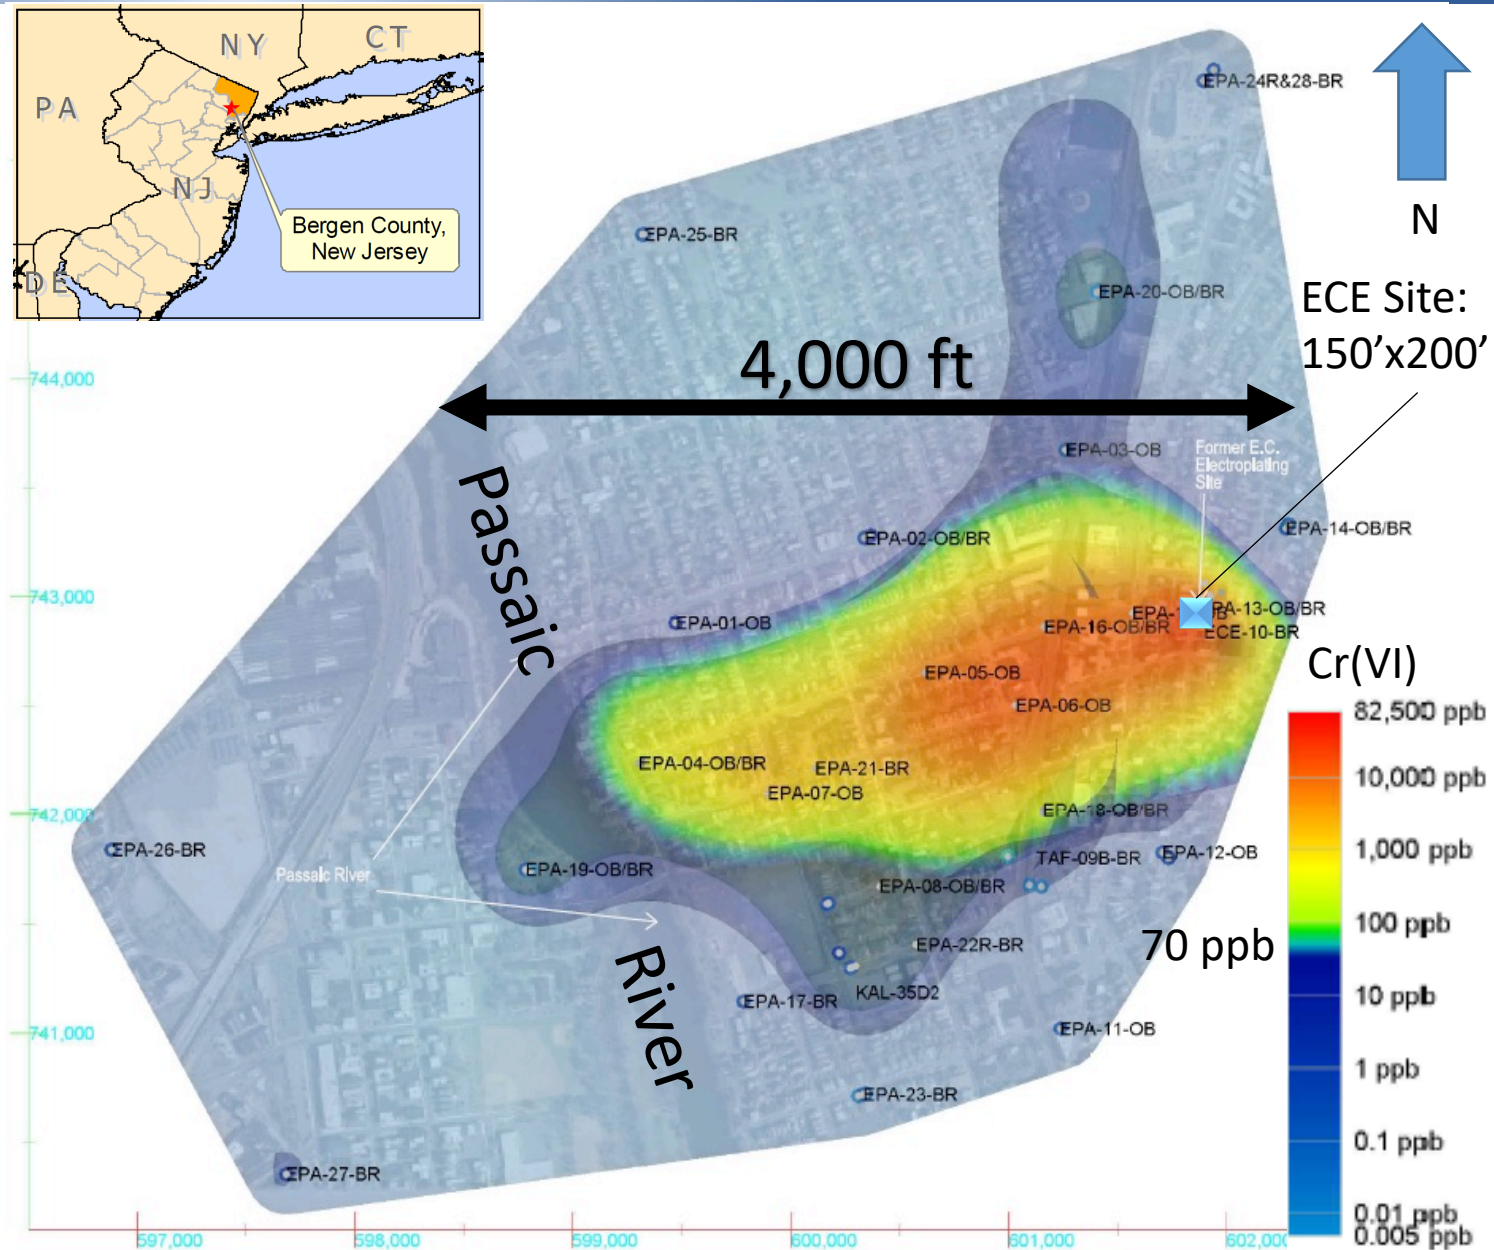 NY
CT
PA
NJ
DE
Bergen County,
New Jersey
N
ECE Site:
150’x200’
4,000 ft
Passaic
River
Former E.C.
Electroplating
Site
Passaic River
EPA-24R&28-BR
EPA-25-BR
EPA-20-OB/BR
EPA-03-OB
EPA-02-OB/BR
EPA-14-OB/BR
EPA-01-OB
PA-13-OB/BR
EPA-16-OB/BR
ECE-10-BR
EPA-05-OB
EPA-06-OB
EPA-04-OB/BR
EPA-21-BR
EPA-07-OB
EPA-18-OB/BR
EPA-26-BR
EPA-19-OB/BR
TAF-09B-BR
EPA-12-OB
EPA-08-OB/BR
EPA-22R-BR
KAL-35D2
EPA-17-BR
EPA-11-OB
EPA-23-BR
EPA-27-BR
Cr(VI)
82,500 ppb
10,000 ppb
1,000 ppb
100 ppb
70 ppb
10 ppb
1 ppb
0.1 ppb
0.01 ppb
0.005 ppb
744,000
743,000
742,000
741,000
597,000
598,000
599,000
600,000
601,000
602,000